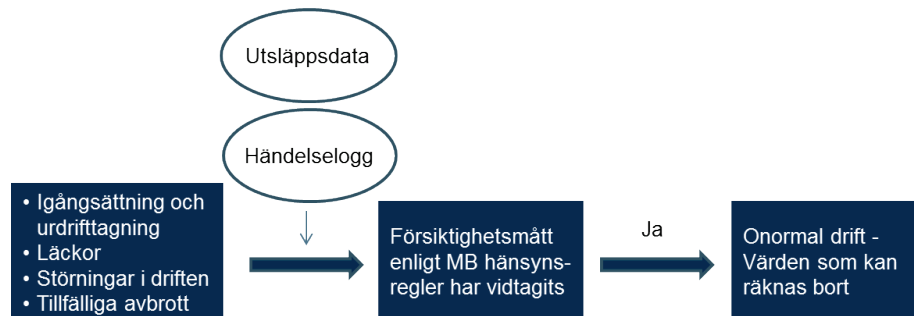 Utsläppsdata
Händelselogg
• Igångsättning och
urdrifttagning
• Läckor
• Störningar i driften
• Tillfälliga avbrott
Försiktighetsmått
enligt MB hänsyns-
regler har vidtagits
Ja
Onormal drift -
Värden som kan
räknas bort